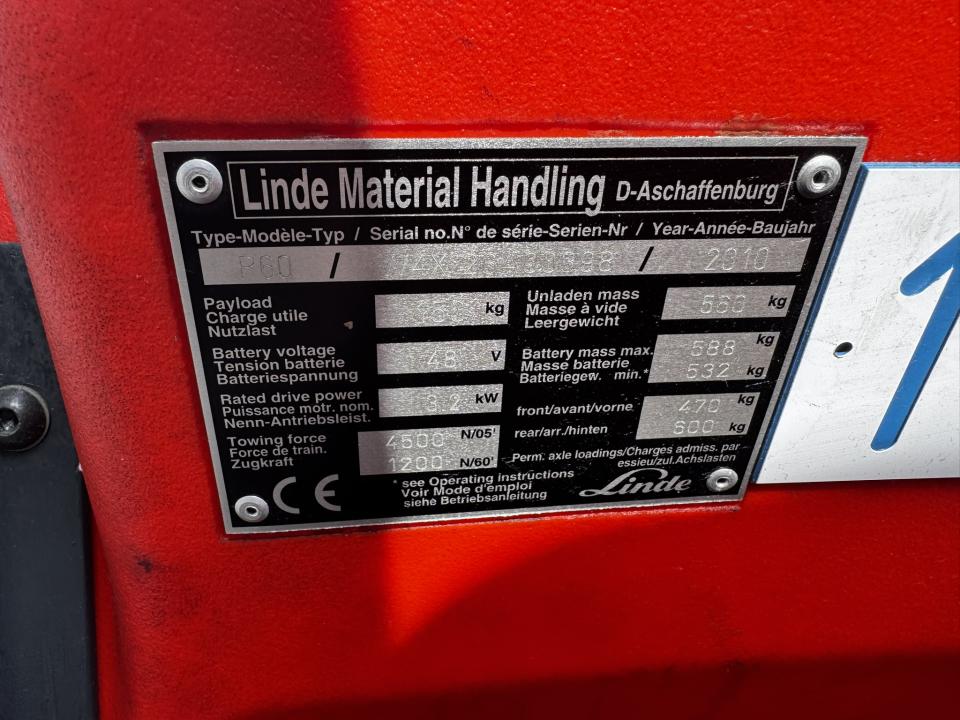 Linde Material Handling D-Aschaffenburg
Type-Modèle-Typ / Serial no.N° de série-Serien-Nr / Year-Année-Baujahr
P60 / / 2010
Payload
Charge utile
Nutzlast
kg
Unladen mass
Masse à vide
Leergewicht
560 kg
Battery voltage
Tension batterie
Batteriespannung
48 V
Battery mass max.
Masse batterie
Batteriegew. min.*
588 kg
532 kg
Rated drive power
Puissance motr. nom.
Nenn-Antriebsleist.
3.2 kW
front/avant/vorne
470 kg
rear/arr./hinten
600 kg
Towing force
Force de train.
Zugkraft
4500 N/05'
1200 N/60'
Perm. axle loadings/Charges admiss. par
essieu/zul.Achslasten
* see Operating Instructions
Voir Mode d'emploi
siehe Betriebsanleitung
CE
Linde
1